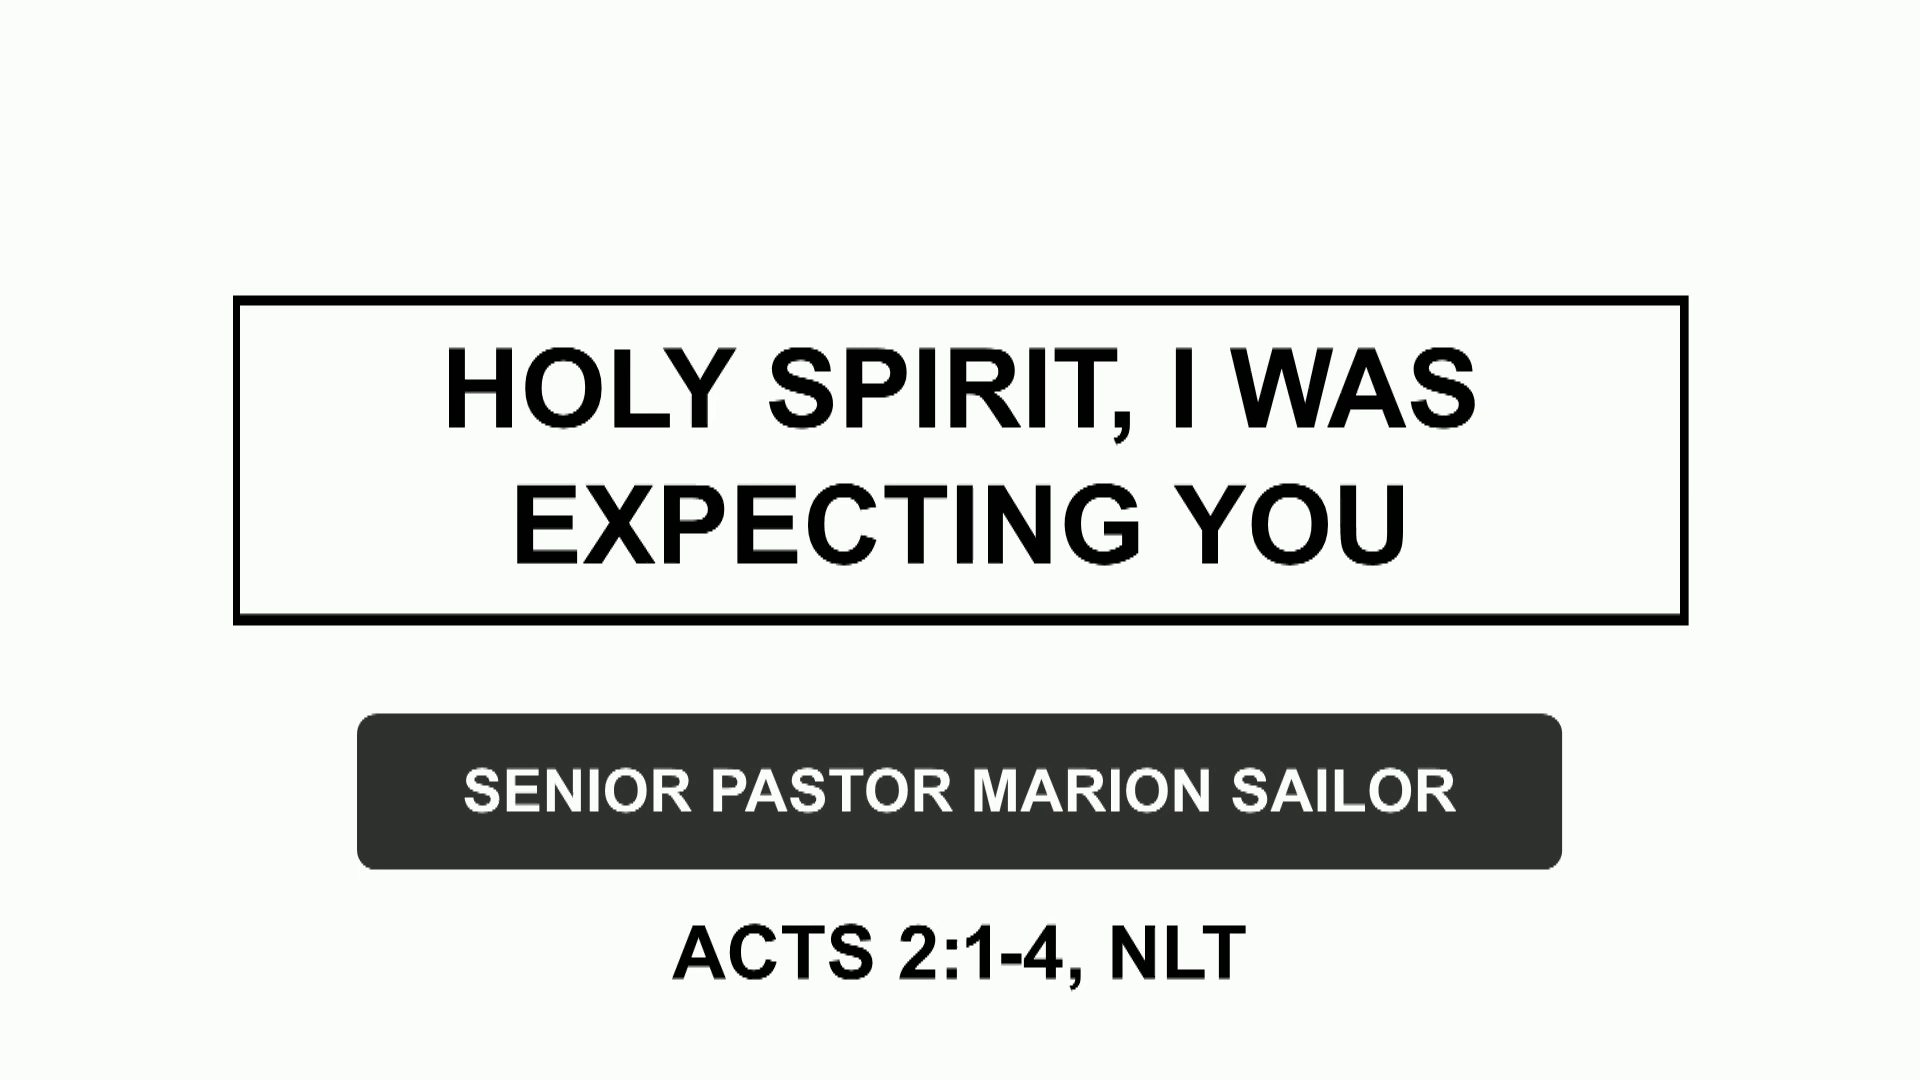 HOLY SPIRIT, I WAS
EXPECTING YOU
SENIOR PASTOR MARION SAILOR
ACTS 2:1-4, NLT